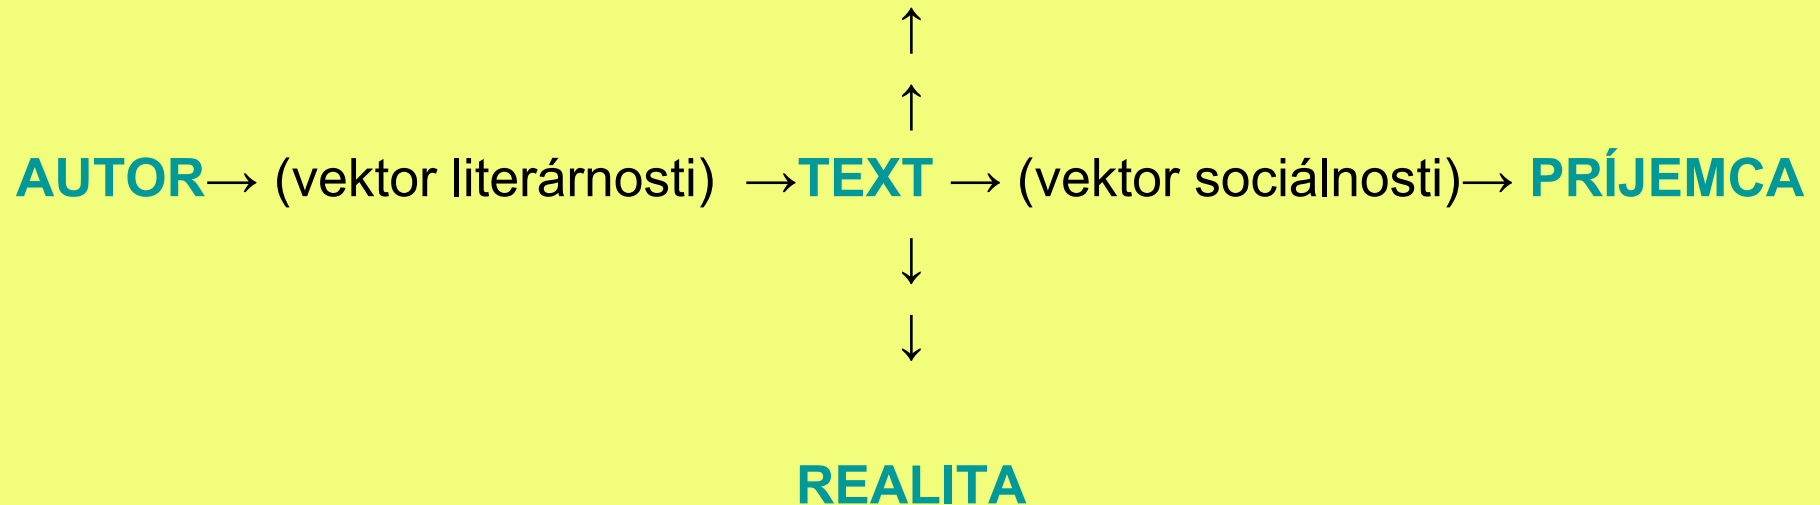 ↑
↑
AUTOR→ (vektor literárnosti) →TEXT → (vektor sociálnosti)→ PRÍJEMCA
↓
↓
REALITA